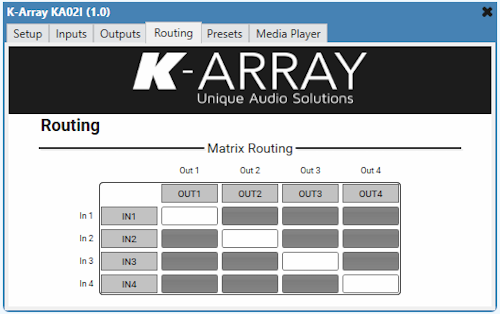 K-Array KA02I (1.0)
Setup Inputs Outputs Routing Presets Media Player
K-ARRAY
Unique Audio Solutions
Routing
Matrix Routing
Out 1 Out 2 Out 3 Out 4
OUT1 OUT2 OUT3 OUT4
In 1 IN1
In 2 IN2
In 3 IN3
In 4 IN4